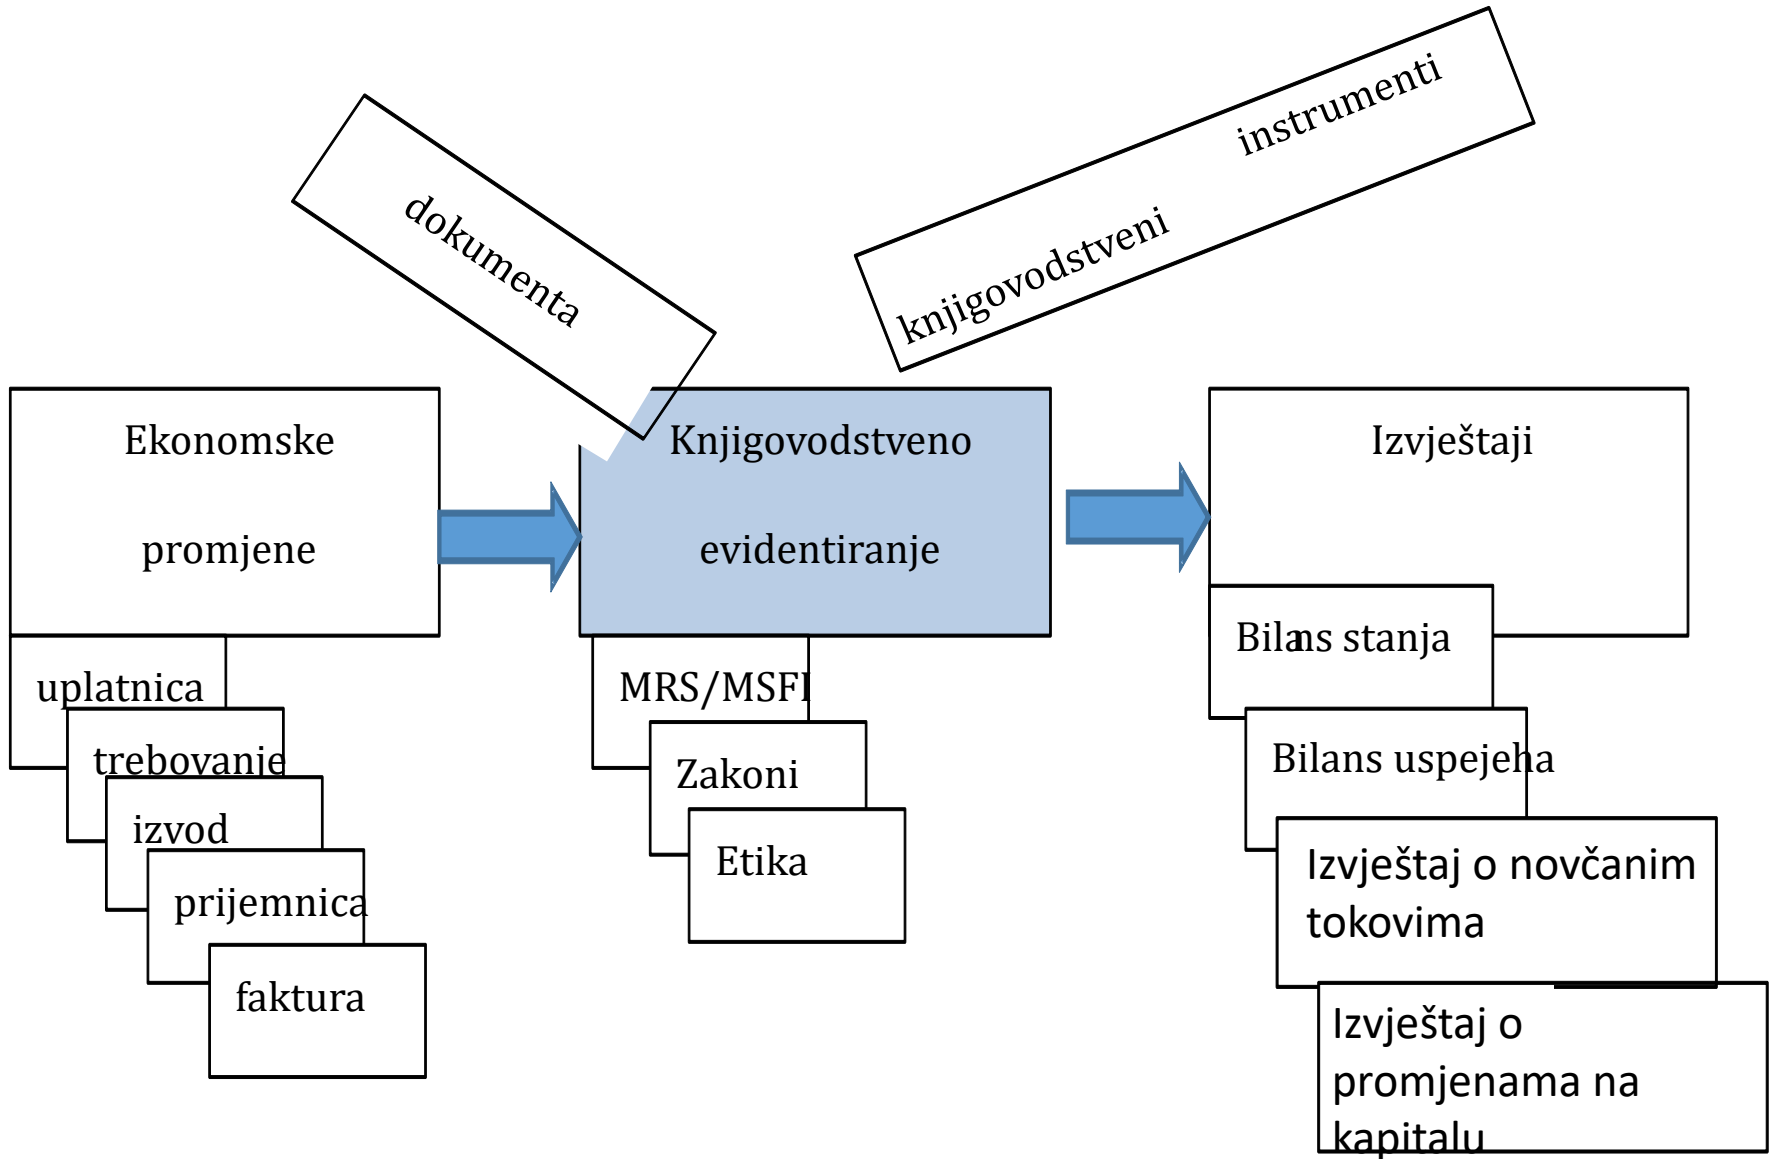 dokumenta
knjigovodstveni instrumenti
Ekonomske
promjene
Knjigovodstveno
evidentiranje
Izvještaji
uplatnica
trebovanje
izvod
prijemnica
faktura
MRS/MSFI
Zakoni
Etika
Bilans stanja
Bilans uspejeha
Izvještaj o novčanim
tokovima
Izvještaj o
promjenama na
kapitalu